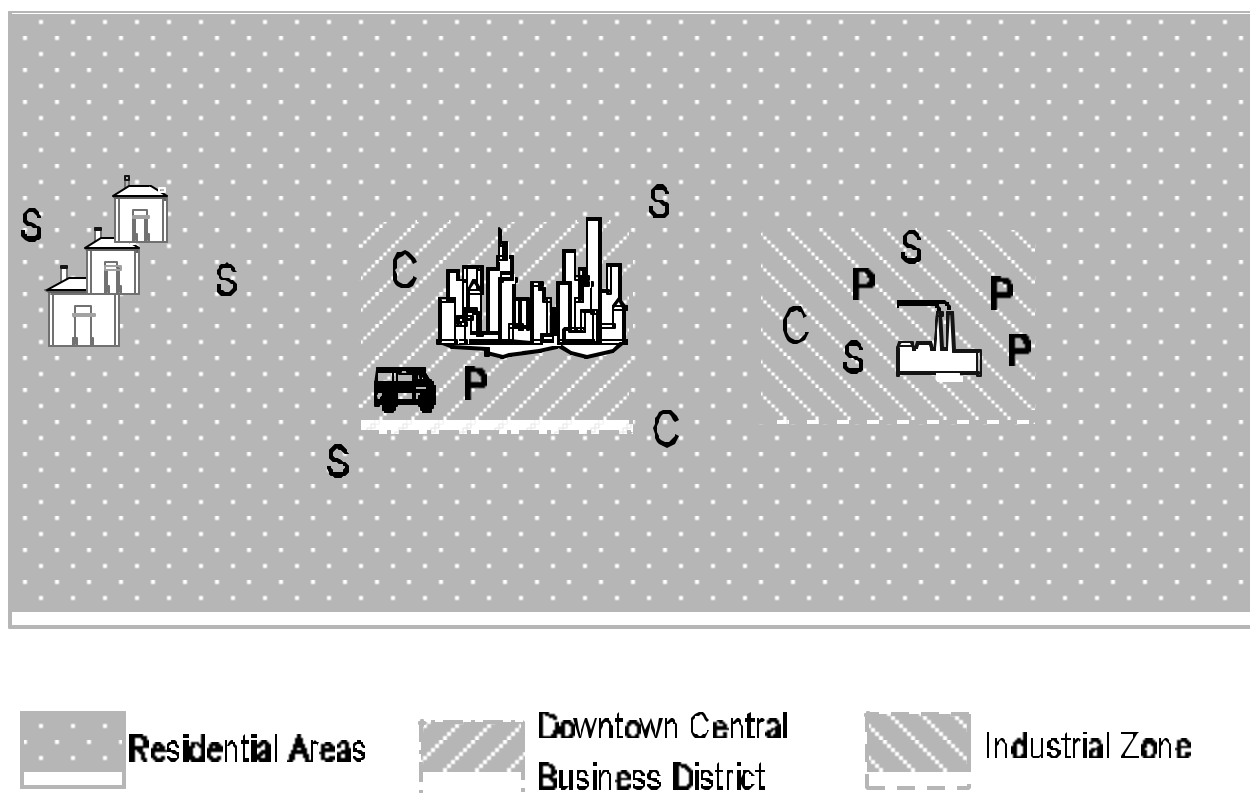 S
S
C
S
P
C
S
S
P
P
C
S
P
Residential Areas
Downtown Central
Business District
Industrial Zone